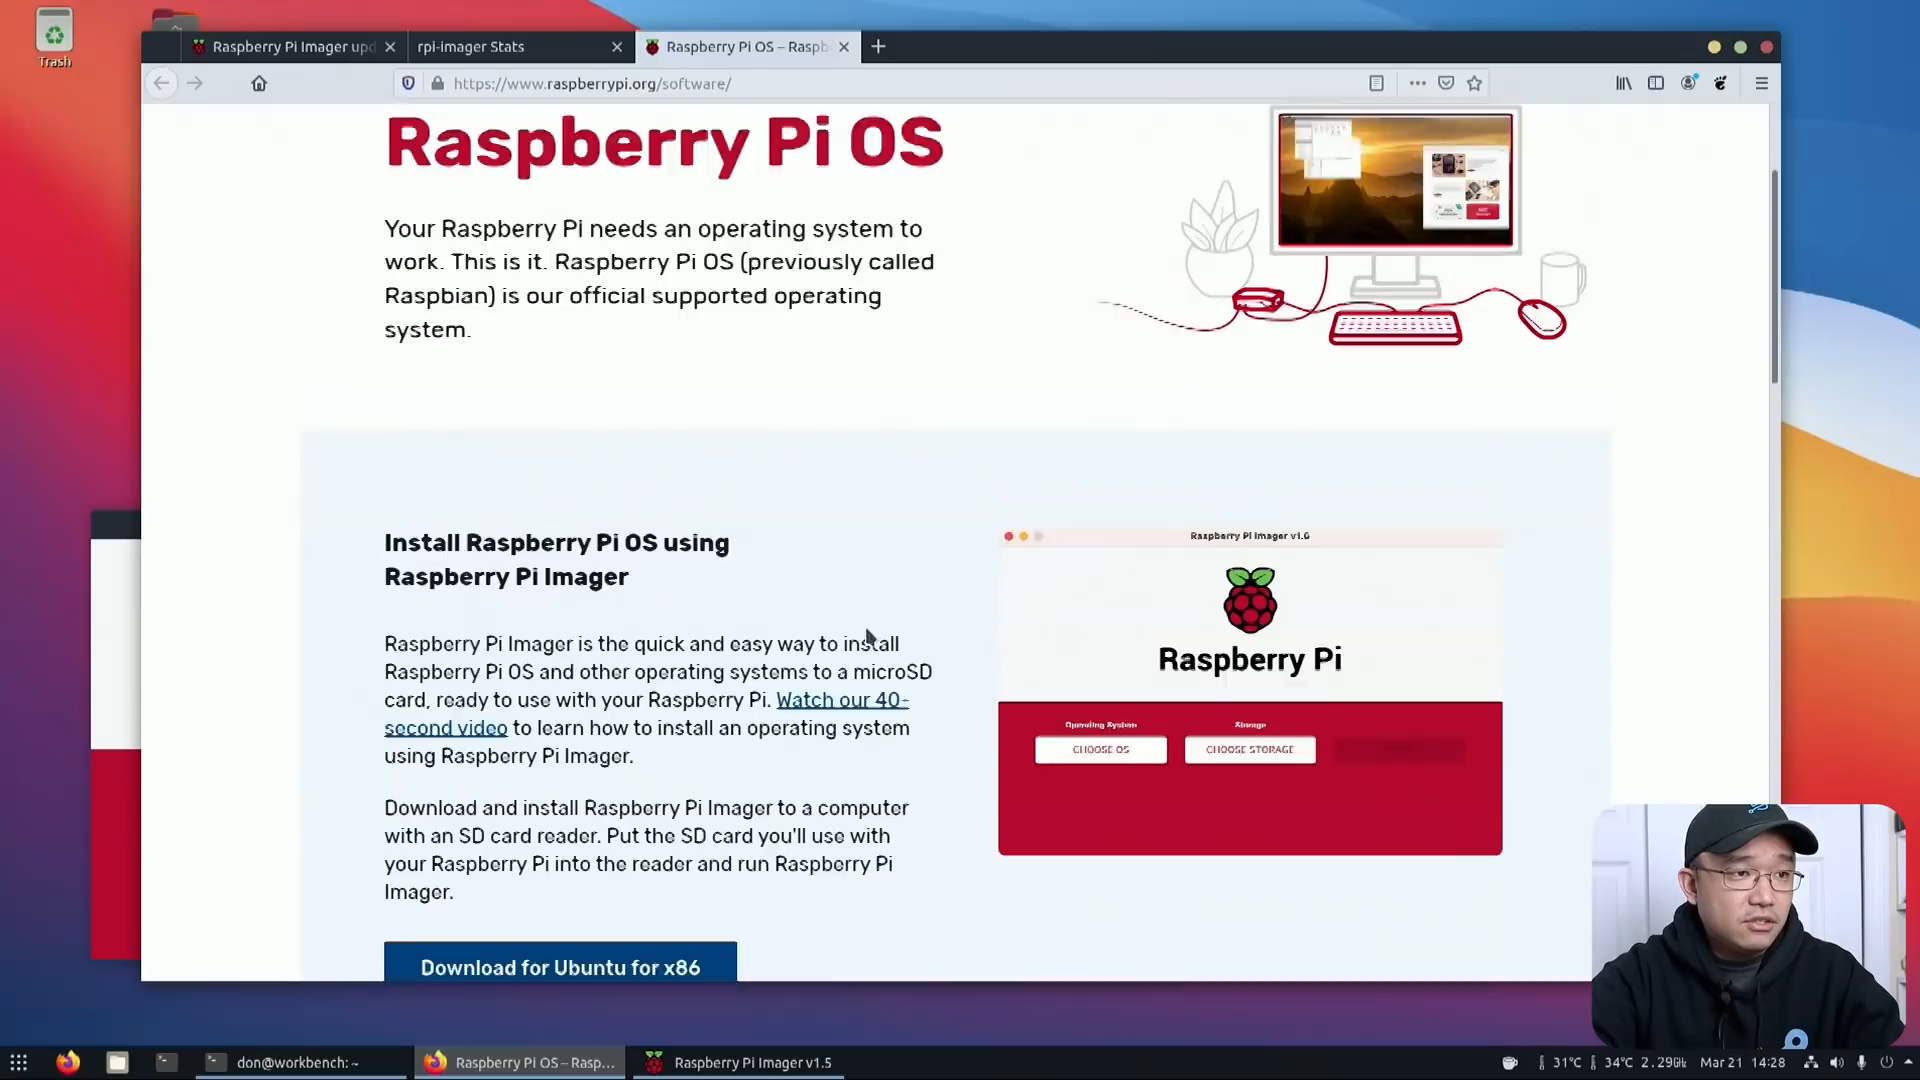 Trash
Raspberry Pi Imager upd
rpi-imager Stats
Raspberry Pi OS – Raspb
https://www.raspberrypi.org/software/
Raspberry Pi OS
Your Raspberry Pi needs an operating system to
work. This is it. Raspberry Pi OS (previously called
Raspbian) is our official supported operating
system.
Install Raspberry Pi OS using
Raspberry Pi Imager
Raspberry Pi Imager is the quick and easy way to install
Raspberry Pi OS and other operating systems to a microSD
card, ready to use with your Raspberry Pi. Watch our 40-
second video to learn how to install an operating system
using Raspberry Pi Imager.
Download and install Raspberry Pi Imager to a computer
with an SD card reader. Put the SD card you'll use with
your Raspberry Pi into the reader and run Raspberry Pi
Imager.
Download for Ubuntu for x86
Raspberry Pi Imager v1.6
Raspberry Pi
Operating System
Storage
CHOOSE OS
CHOOSE STORAGE
don@workbench: ~
Raspberry Pi OS – Rasp...
Raspberry Pi Imager v1.5
31°C
34°C
2.29GHz
Mar 21
14:28